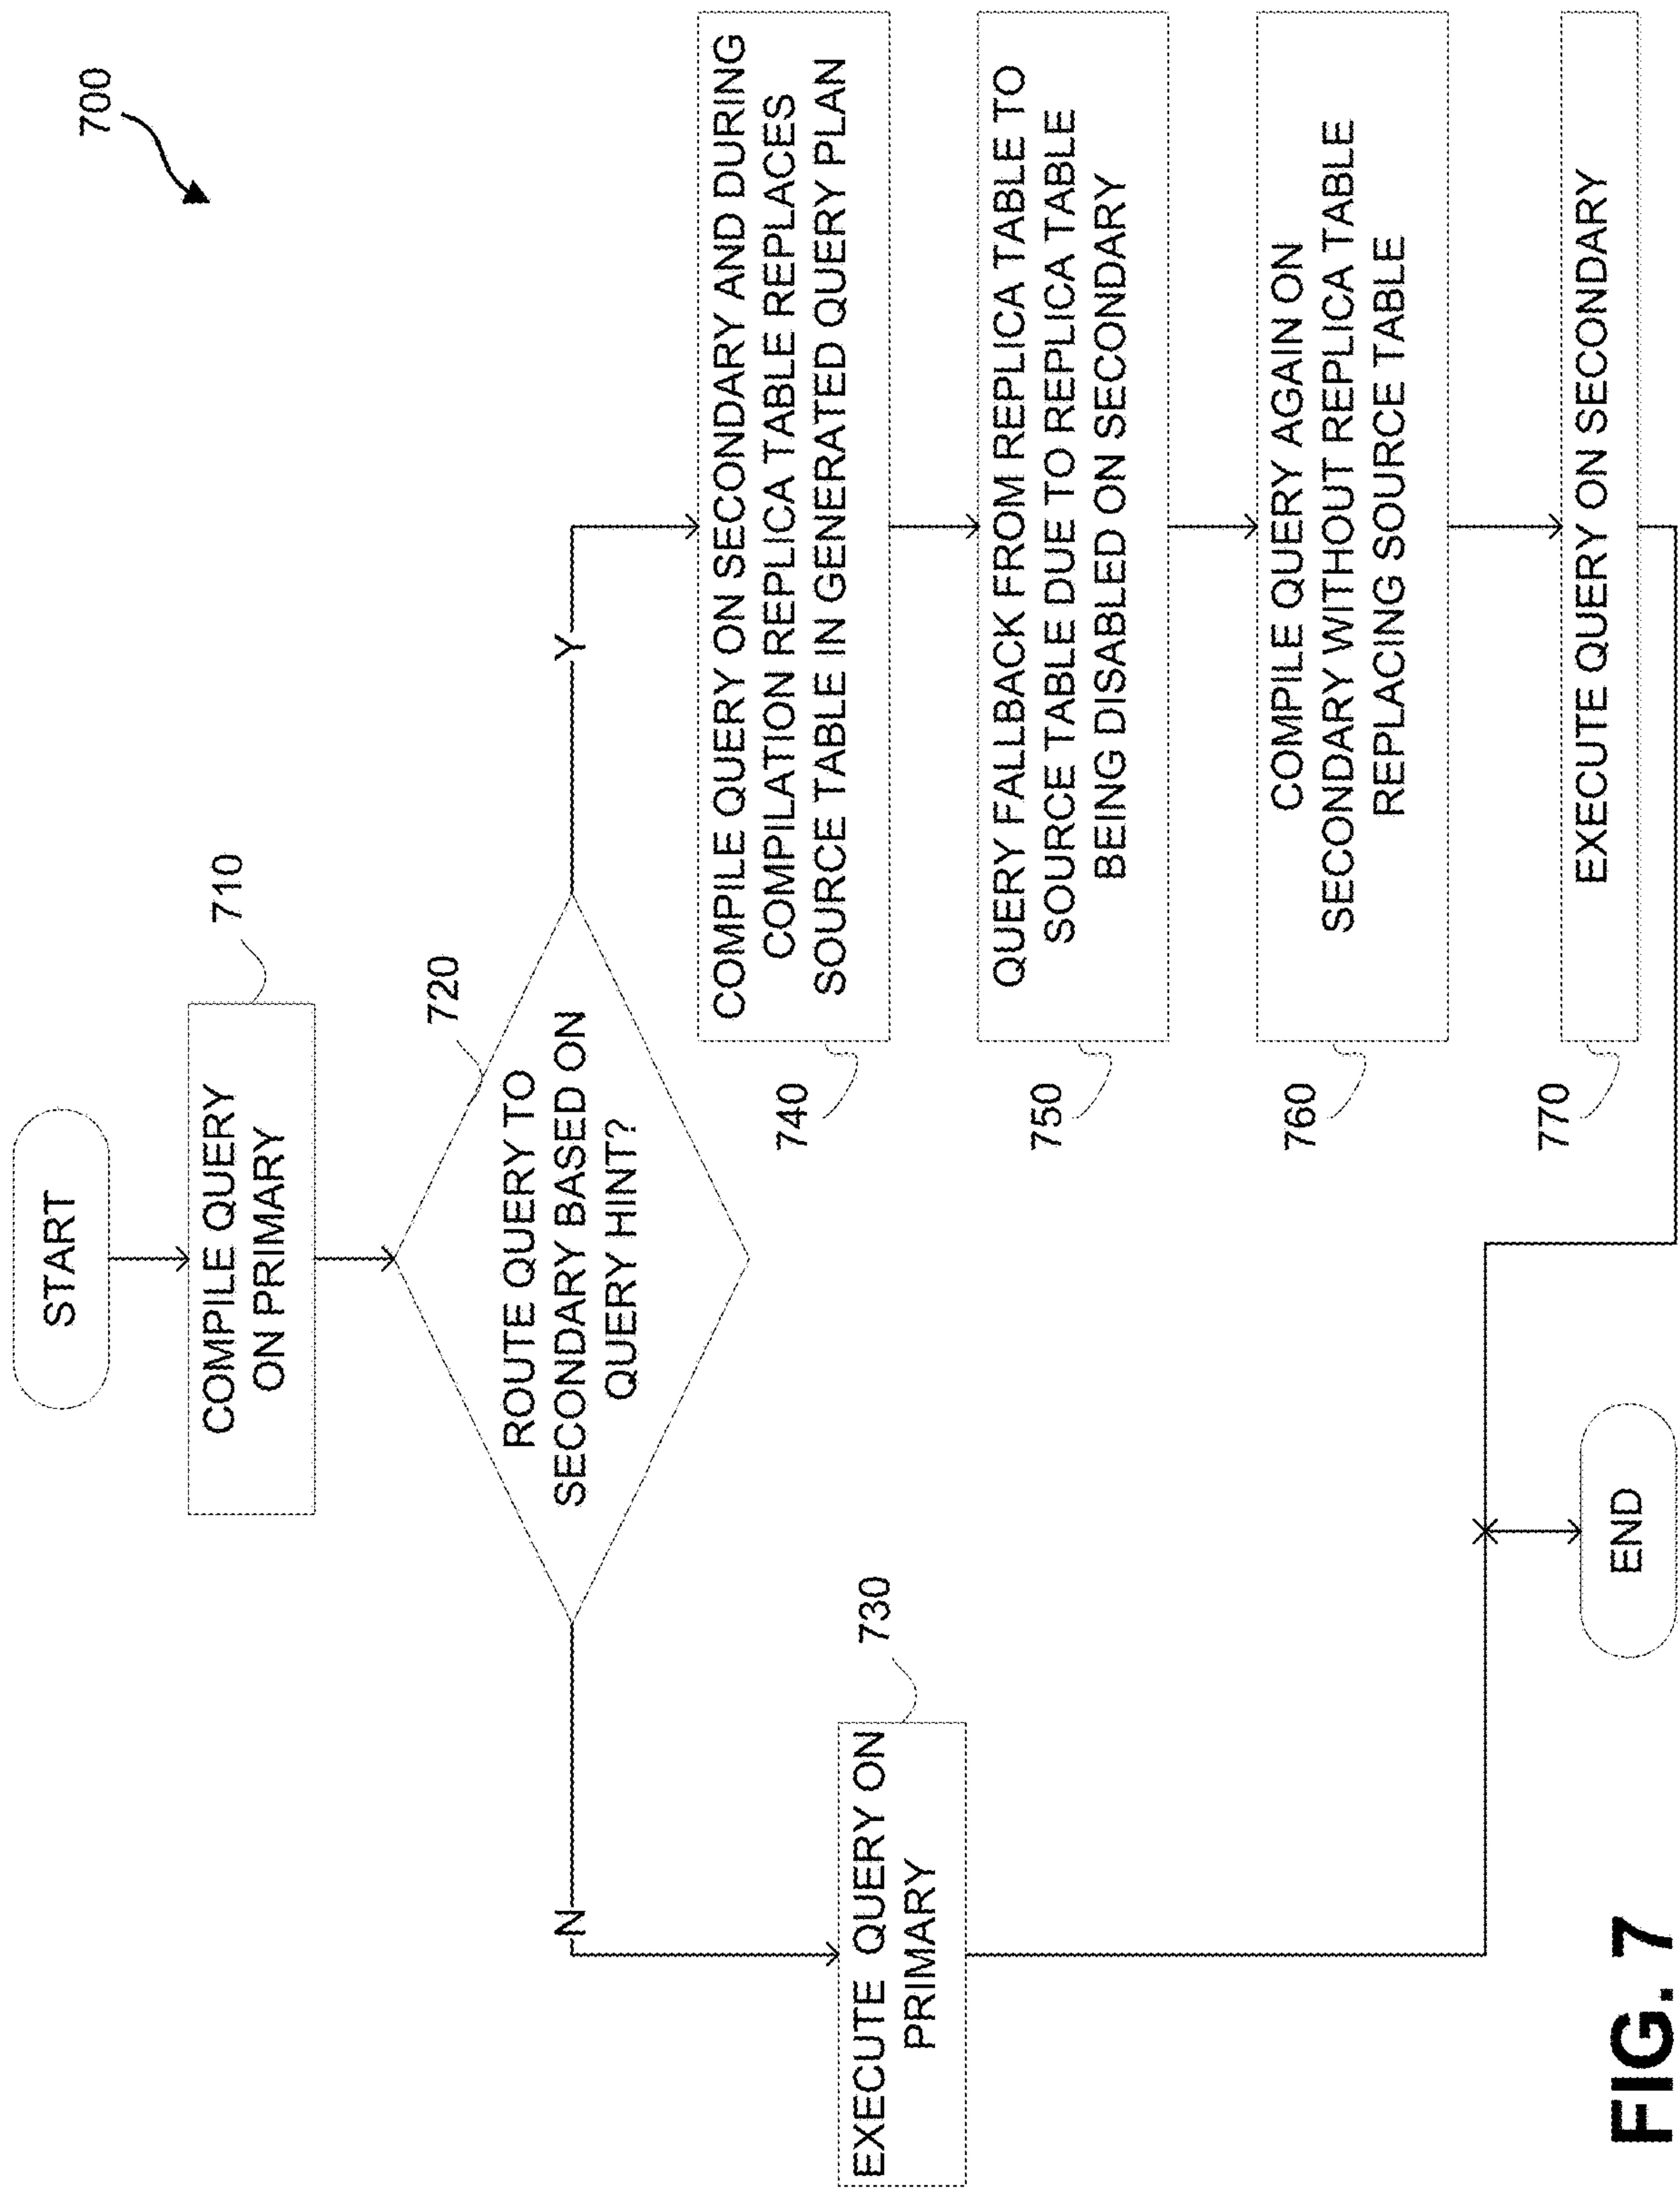 700
START
COMPILE QUERY
ON PRIMARY
710
ROUTE QUERY TO
SECONDARY BASED ON
QUERY HINT?
720
N
Y
EXECUTE QUERY ON
PRIMARY
730
COMPILE QUERY ON SECONDARY AND DURING
COMPILATION REPLICA TABLE REPLACES
SOURCE TABLE IN GENERATED QUERY PLAN
740
QUERY FALLBACK FROM REPLICA TABLE TO
SOURCE TABLE DUE TO REPLICA TABLE
BEING DISABLED ON SECONDARY
750
COMPILE QUERY AGAIN ON
SECONDARY WITHOUT REPLICA TABLE
REPLACING SOURCE TABLE
760
EXECUTE QUERY ON SECONDARY
770
END
FIG. 7